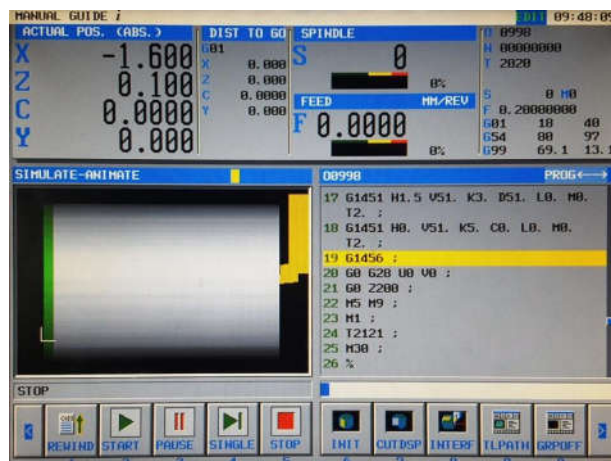 MANUAL GUIDE i
EDIT 09:48:09
ACTUAL POS. (ABS.)
X -1.600
Z 0.100
C 0.0000
Y 0.000
DIST TO GO
G01
X 0.000
Z 0.000
C 0.0000
Y 0.000
SPINDLE
S 0
0%
FEED MM/REV
F 0.0000
0%
O 0998
N 00000000
T 2020
S 0 M0
F 0.20000000
G01 18 40
G54 80 97
G99 69.1 13.1
SIMULATE-ANIMATE
O0998 PROG
17 G1451 H1.5 V51. K3. D51. L0. M0.
T2. ;
18 G1451 H0. V51. K5. C0. L0. M0.
T2. ;
19 G1456 ;
20 G0 G28 U0 V0 ;
21 G0 Z200 ;
22 M5 M9 ;
23 M1 ;
24 T2121 ;
25 M30 ;
26 %
STOP
REWIND START PAUSE SINGLE STOP INIT CUTDSP INTERF TLPATH GRPOFF